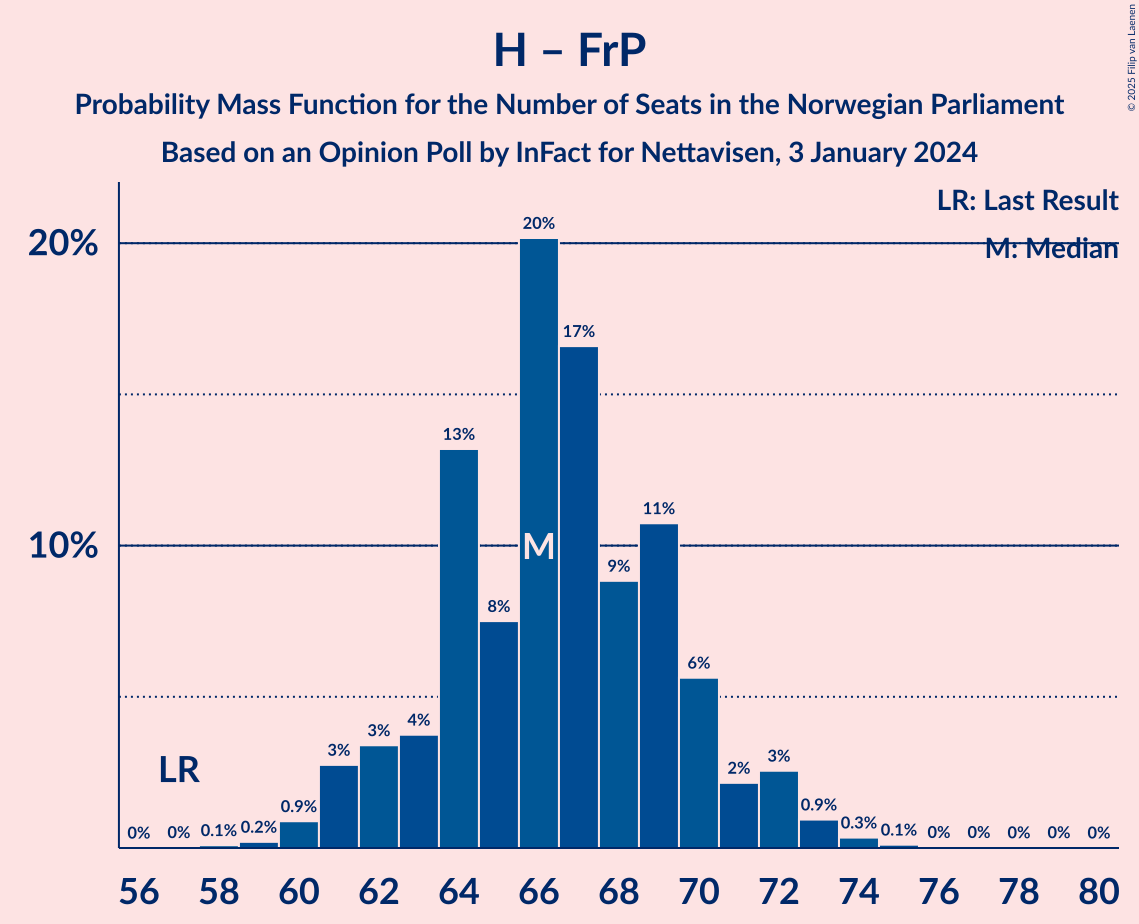 H – FrP
Probability Mass Function for the Number of Seats in the Norwegian Parliament
Based on an Opinion Poll by InFact for Nettavisen, 3 January 2024
© 2025 Filip van Laenen
LR: Last Result
M: Median
20%
10%
0% 0% 0.1% 0.2% 0.9% 3% 3% 4% 13% 8% 20% 17% 9% 11% 6% 2% 3% 0.9% 0.3% 0.1% 0% 0% 0% 0% 0%
LR
M
56 58 60 62 64 66 68 70 72 74 76 78 80